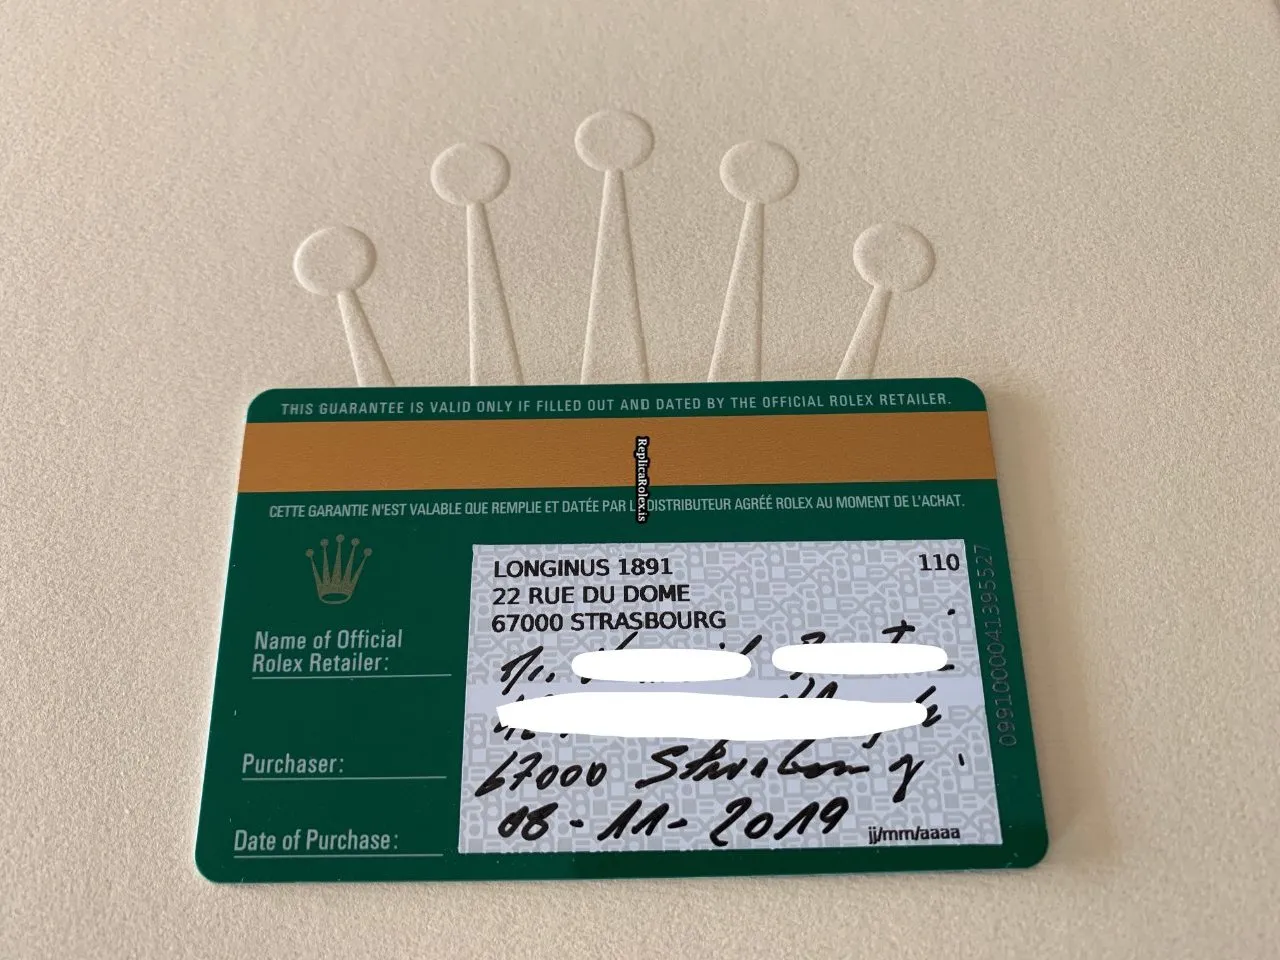 THIS GUARANTEE IS VALID ONLY IF FILLED OUT AND DATED BY THE OFFICIAL ROLEX RETAILER.
ReplicaRolex.is
CETTE GARANTIE N'EST VALABLE QUE REMPLIE ET DATÉE PAR DISTRIBUTEUR AGRÉÉ ROLEX AU MOMENT DE L'ACHAT.
LONGINUS 1891 110
22 RUE DU DOME
67000 STRASBOURG
Name of Official
Rolex Retailer:
Purchaser:
67000 Strasbourg
Date of Purchase: 08-11-2019 jj/mm/aaaa
0991000041395527